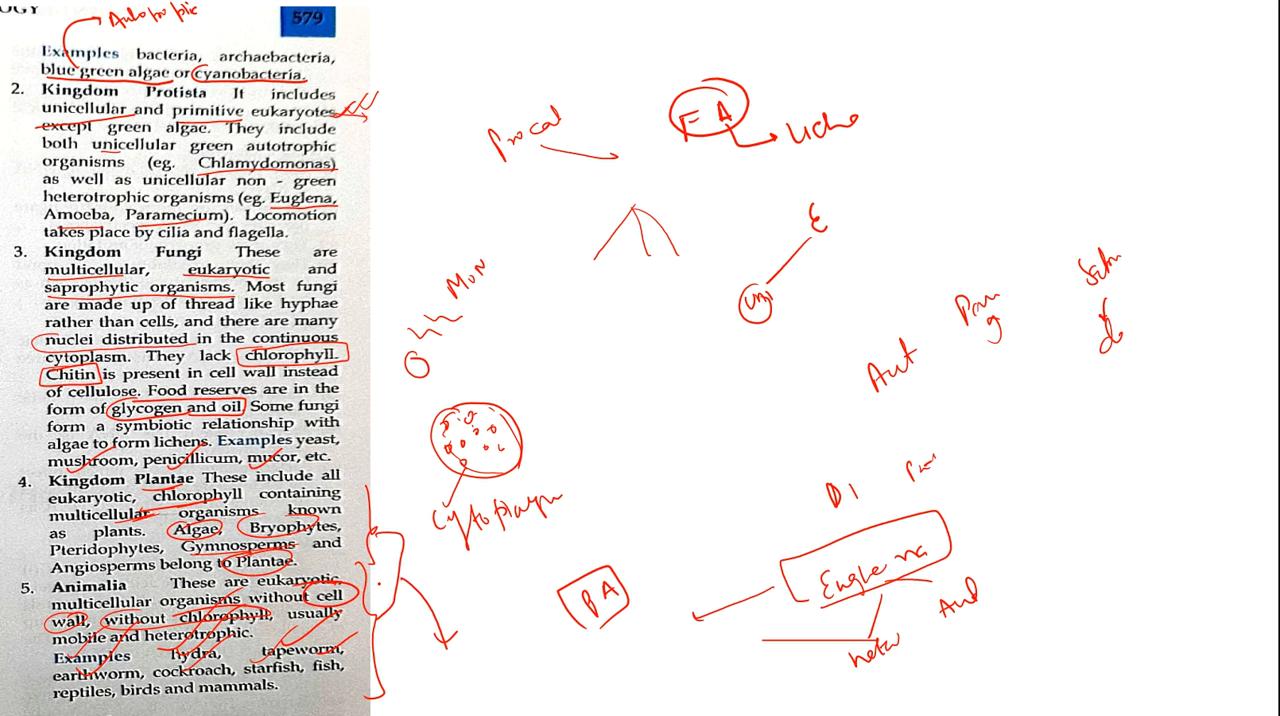 OGY
Autotrophic
579
Examples bacteria, archaebacteria,
blue green algae or cyanobacteria.
2. Kingdom Protista It includes
unicellular and primitive eukaryotes
except green algae. They include
both unicellular green autotrophic
organisms (eg. Chlamydomonas)
as well as unicellular non - green
heterotrophic organisms (eg. Euglena,
Amoeba, Paramecium). Locomotion
takes place by cilia and flagella.
3. Kingdom Fungi These are
multicellular, eukaryotic and
saprophytic organisms. Most fungi
are made up of thread like hyphae
rather than cells, and there are many
nuclei distributed in the continuous
cytoplasm. They lack chlorophyll.
Chitin is present in cell wall instead
of cellulose. Food reserves are in the
form of glycogen and oil. Some fungi
form a symbiotic relationship with
algae to form lichens. Examples yeast,
mushroom, penicillicum, mucor, etc.
4. Kingdom Plantae These include all
eukaryotic, chlorophyll containing
multicellular organisms known
as plants. Algae, Bryophytes,
Pteridophytes, Gymnosperms and
Angiosperms belong to Plantae.
5. Animalia These are eukaryotic,
multicellular organisms without cell
wall, without chlorophyll, usually
mobile and heterotrophic.
Examples hydra, tapeworm,
earthworm, cockroach, starfish, fish,
reptiles, birds and mammals.
F A
E
Mon
Aut
Cytoplasm
PA
Aut